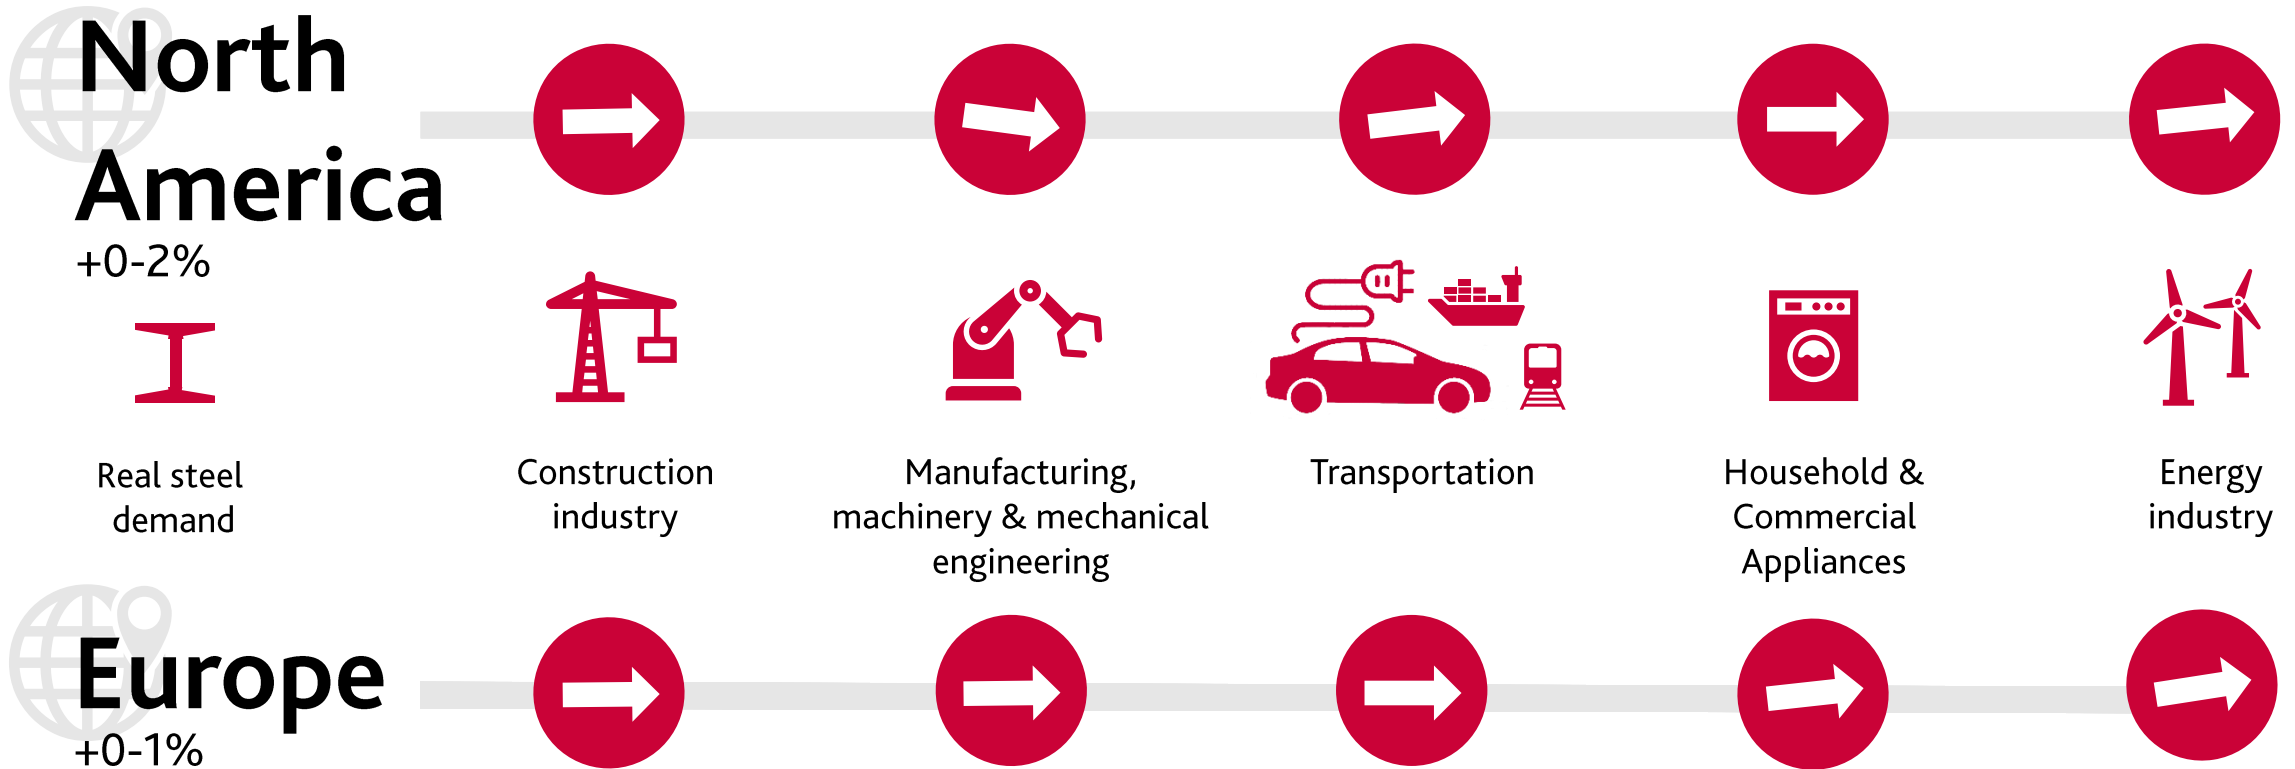 North
America
+0-2%
Real steel
demand
Construction
industry
Manufacturing,
machinery & mechanical
engineering
Transportation
Household &
Commercial
Appliances
Energy
industry
Europe
+0-1%